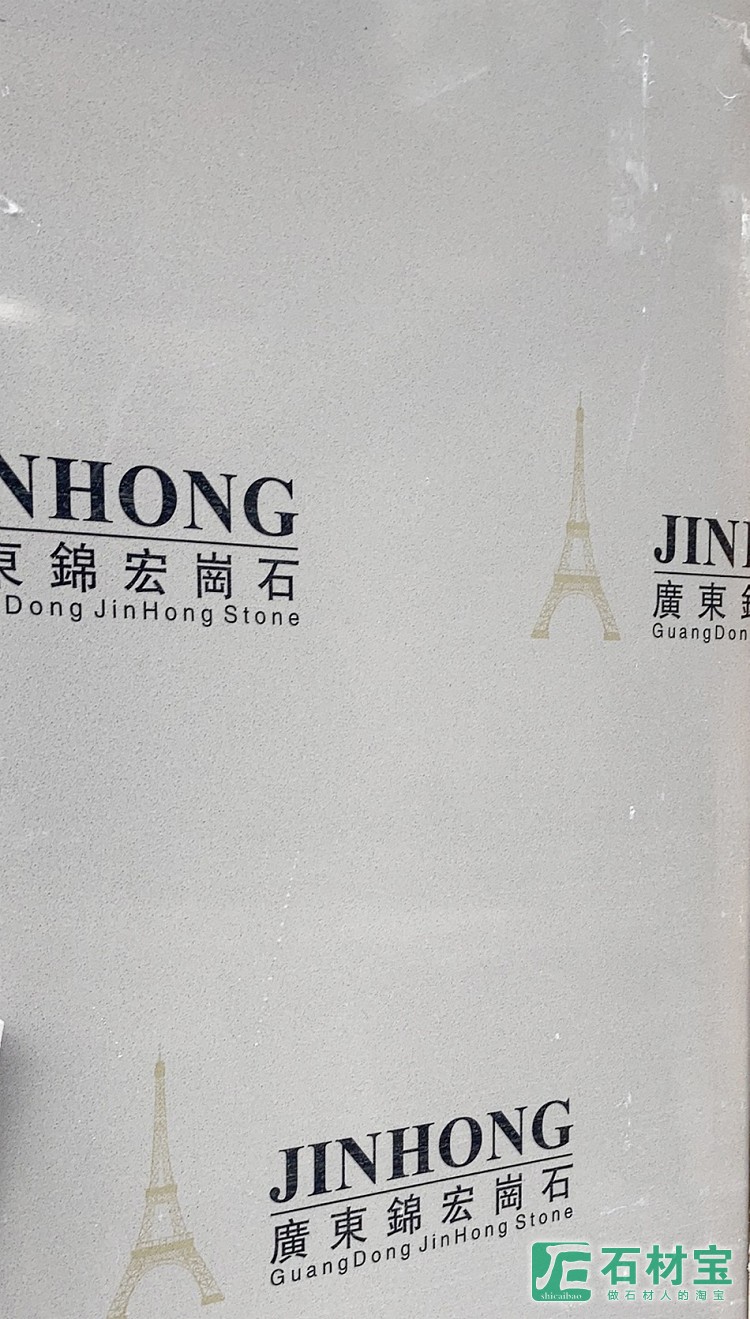 NHONG
東錦宏崗石
Dong JinHong Stone
JIN
廣東
GuangDon
JINHONG
廣東錦宏崗石
GuangDong JinHong Stone
石材宝
做石材人的淘宝
shicaibao